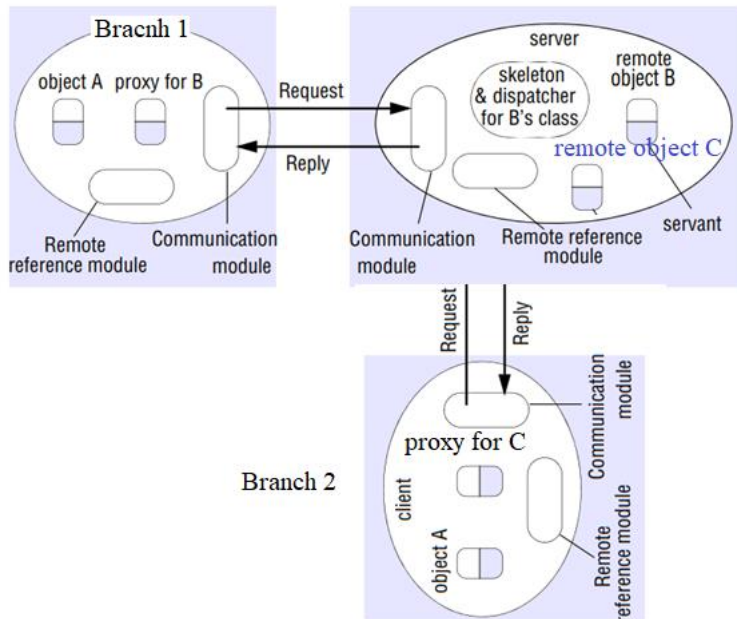 Bracnh 1
object A proxy for B
Remote
reference module
Communication
module
Request
Reply
server
skeleton
& dispatcher
for B's class
remote
object B
remote object C
servant
Communication
module
Remote reference
module
Request
Reply
Communication
module
proxy for C
Branch 2
client
object A
Remote
reference module